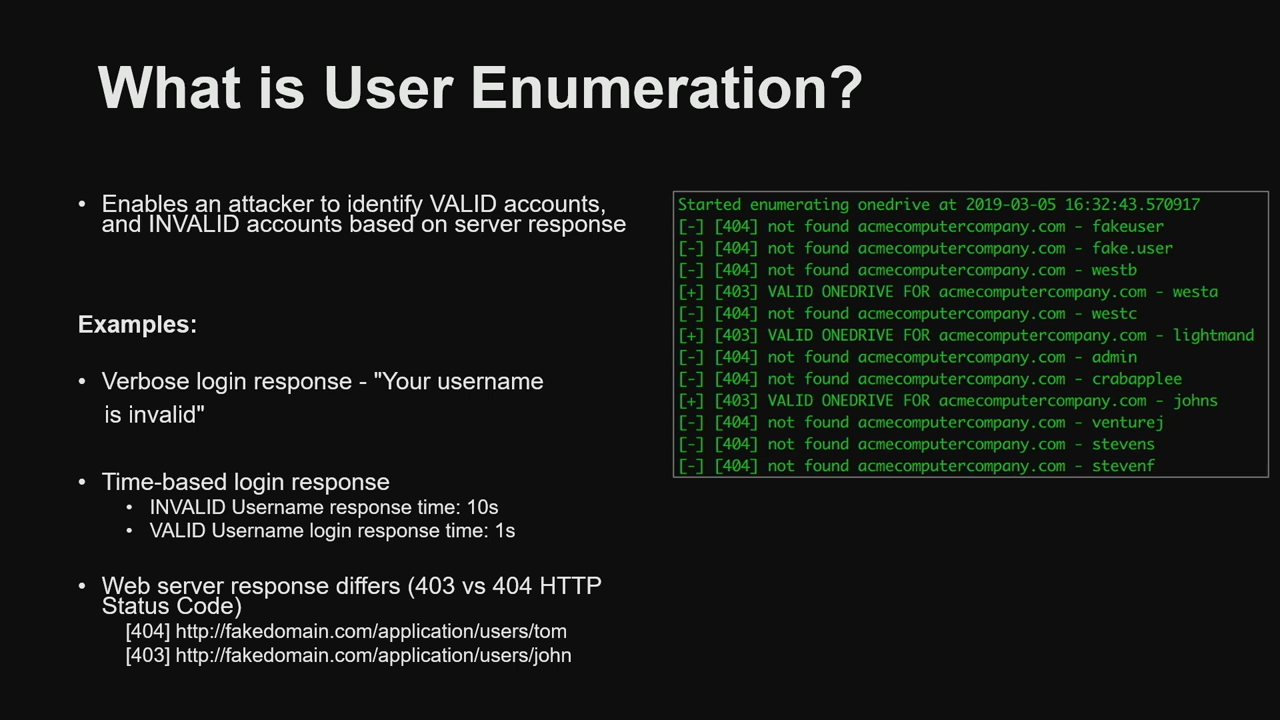 What is User Enumeration?
• Enables an attacker to identify VALID accounts,
and INVALID accounts based on server response
Examples:
• Verbose login response - "Your username
is invalid"
• Time-based login response
• INVALID Username response time: 10s
• VALID Username login response time: 1s
• Web server response differs (403 vs 404 HTTP
Status Code)
[404] http://fakedomain.com/application/users/tom
[403] http://fakedomain.com/application/users/john
Started enumerating onedrive at 2019-03-05 16:32:43.570917
[-] [404] not found acmecomputercompany.com - fakeuser
[-] [404] not found acmecomputercompany.com - fake.user
[-] [404] not found acmecomputercompany.com - westb
[+] [403] VALID ONEDRIVE FOR acmecomputercompany.com - westa
[-] [404] not found acmecomputercompany.com - westc
[+] [403] VALID ONEDRIVE FOR acmecomputercompany.com - lightmand
[-] [404] not found acmecomputercompany.com - admin
[-] [404] not found acmecomputercompany.com - crabapplee
[+] [403] VALID ONEDRIVE FOR acmecomputercompany.com - johns
[-] [404] not found acmecomputercompany.com - venturej
[-] [404] not found acmecomputercompany.com - stevens
[-] [404] not found acmecomputercompany.com - stevenf